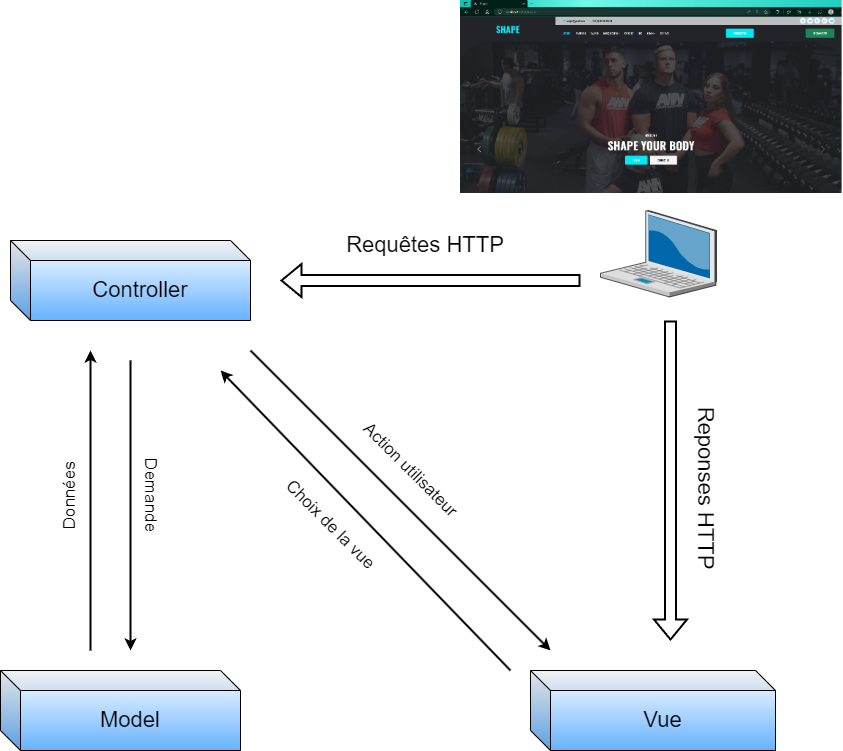 SHAPE
SHAPE YOUR BODY
Requêtes HTTP
Controller
Action utilisateur
Choix de la vue
Données
Demande
Reponses HTTP
Model
Vue